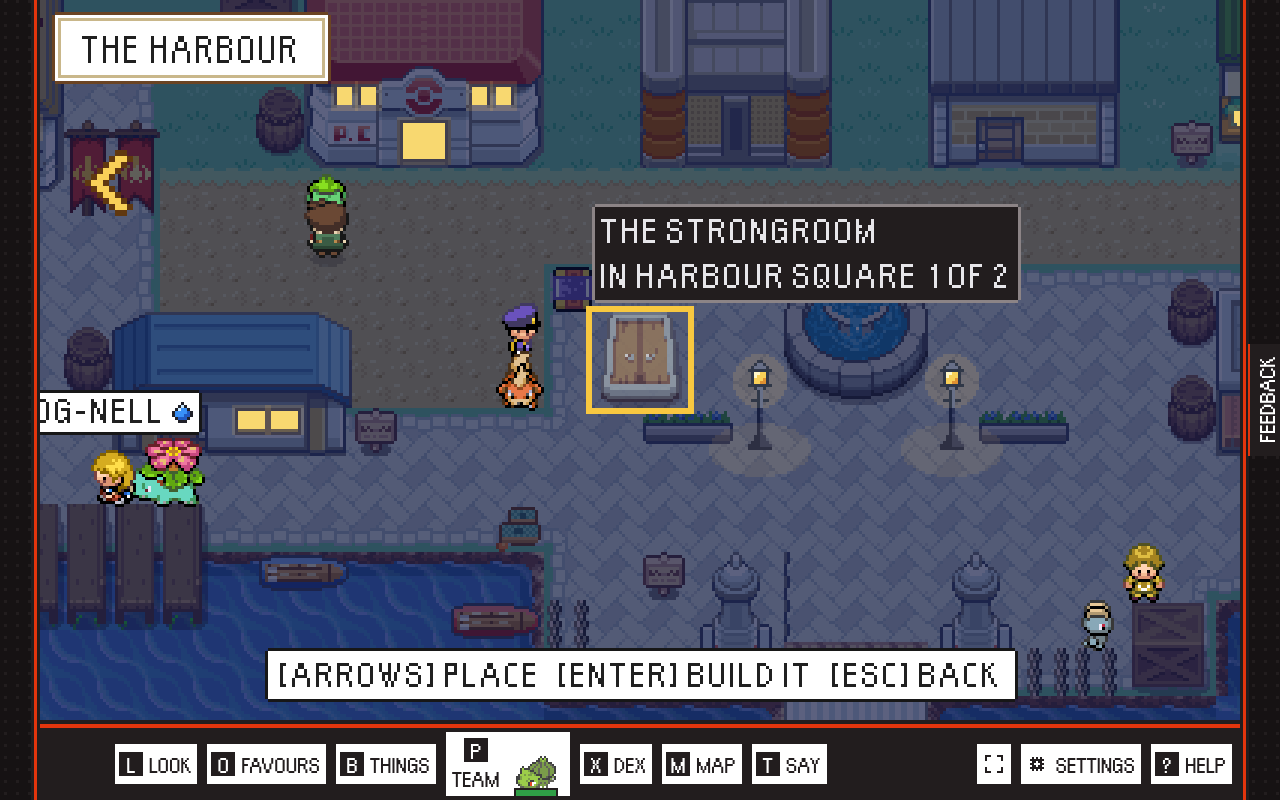 THE HARBOUR
P.C
THE STRONGROOM
IN HARBOUR SQUARE 1 OF 2
OG-NELL
FEEDBACK
[ARROWS] PLACE [ENTER] BUILD IT [ESC] BACK
L LOOK
O FAVOURS
B THINGS
P TEAM
X DEX
M MAP
T SAY
SETTINGS
? HELP